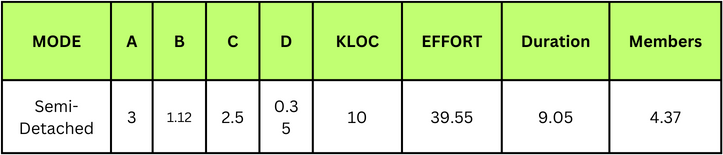 MODE A B C D KLOC EFFORT Duration Members
Semi- 3 1.12 2.5 0.3 10 39.55 9.05 4.37
Detached 5